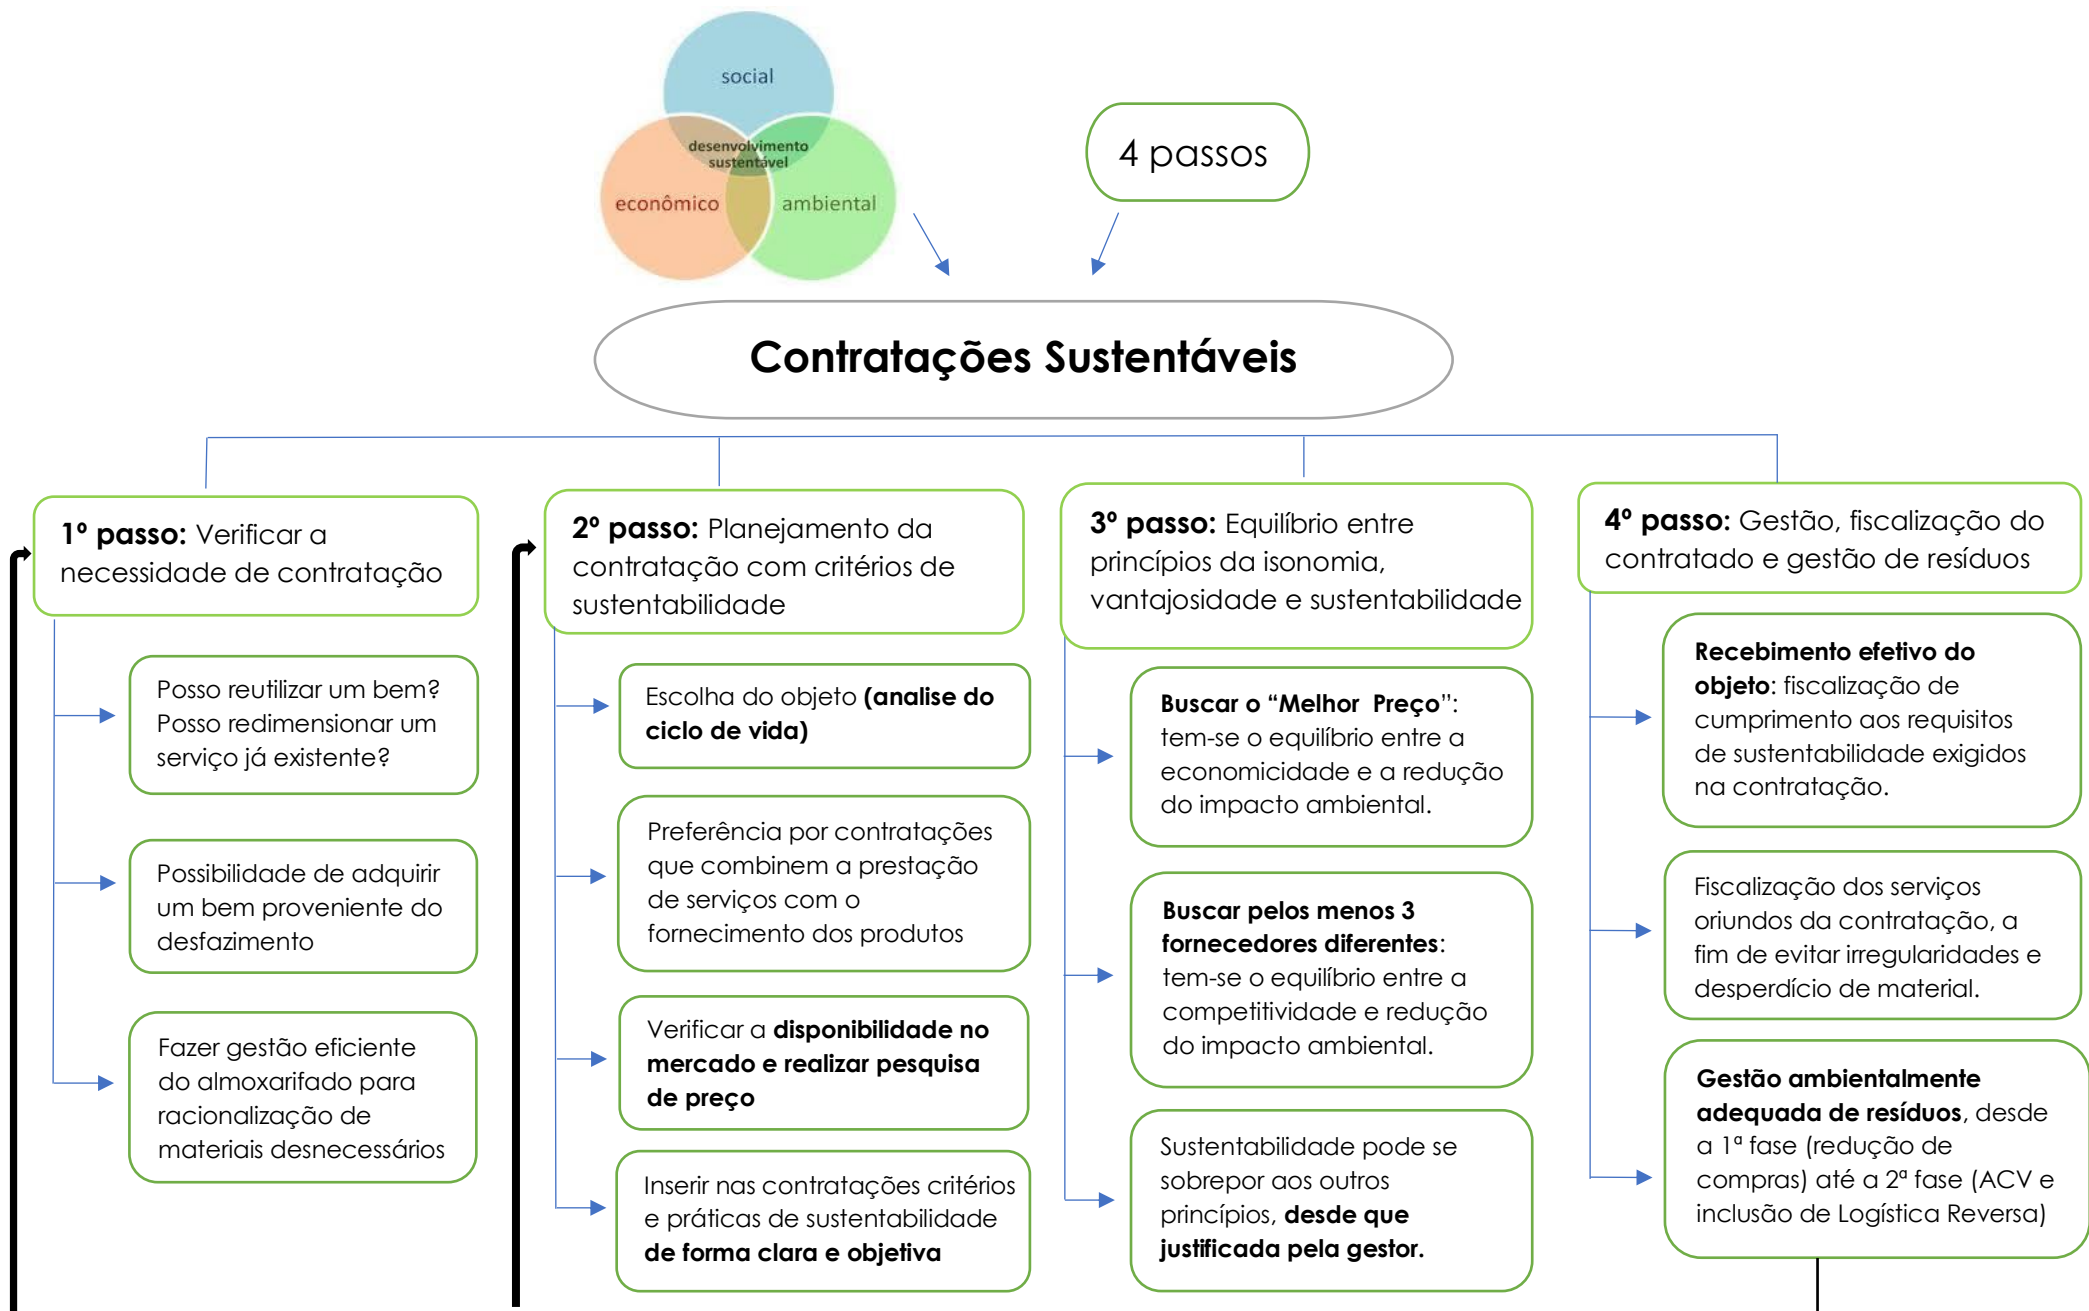 social
desenvolvimento
sustentável
econômico
ambiental
4 passos
Contratações Sustentáveis
1º passo: Verificar a
necessidade de contratação
Posso reutilizar um bem?
Posso redimensionar um
serviço já existente?
Possibilidade de adquirir
um bem proveniente do
desfazimento
Fazer gestão eficiente
do almoxarifado para
racionalização de
materiais desnecessários
2º passo: Planejamento da
contratação com critérios de
sustentabilidade
Escolha do objeto (analise do
ciclo de vida)
Preferência por contratações
que combinem a prestação
de serviços com o
fornecimento dos produtos
Verificar a disponibilidade no
mercado e realizar pesquisa
de preço
Inserir nas contratações critérios
e práticas de sustentabilidade
de forma clara e objetiva
3º passo: Equilíbrio entre
princípios da isonomia,
vantajosidade e sustentabilidade
Buscar o “Melhor Preço”:
tem-se o equilíbrio entre a
economicidade e a redução
do impacto ambiental.
Buscar pelos menos 3
fornecedores diferentes:
tem-se o equilíbrio entre a
competitividade e redução
do impacto ambiental.
Sustentabilidade pode se
sobrepor aos outros
princípios, desde que
justificada pela gestor.
4º passo: Gestão, fiscalização do
contratado e gestão de resíduos
Recebimento efetivo do
objeto: fiscalização de
cumprimento aos requisitos
de sustentabilidade exigidos
na contratação.
Fiscalização dos serviços
oriundos da contratação, a
fim de evitar irregularidades e
desperdício de material.
Gestão ambientalmente
adequada de resíduos, desde
a 1ª fase (redução de
compras) até a 2ª fase (ACV e
inclusão de Logística Reversa)